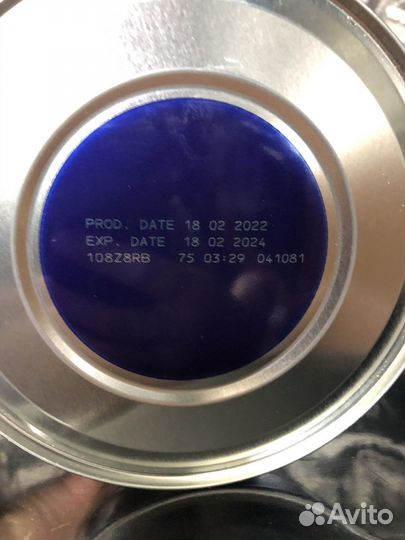 PROD. DATE 18 02 2022
EXP. DATE 18 02 2024
108Z8RB 75 03:29 041081
Avito